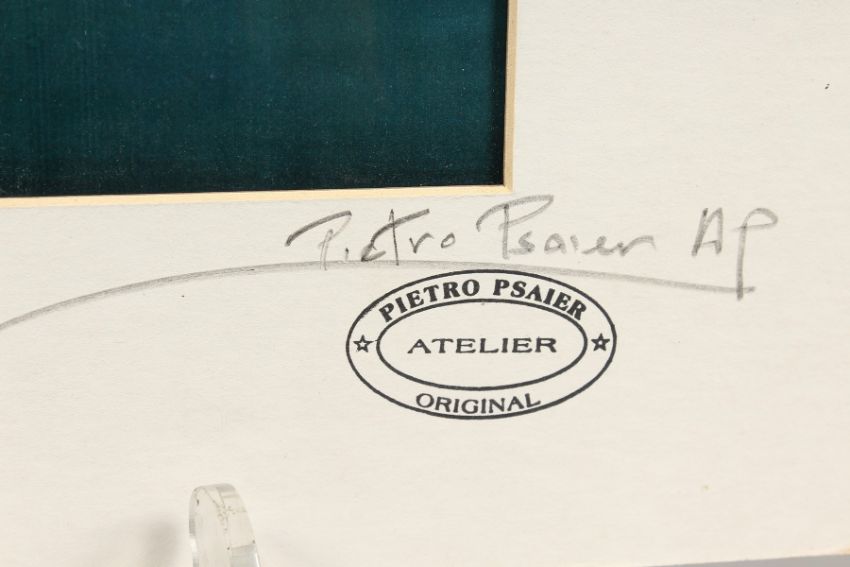 Pietro Psaier AP
PIETRO PSAIER
ATELIER
ORIGINAL